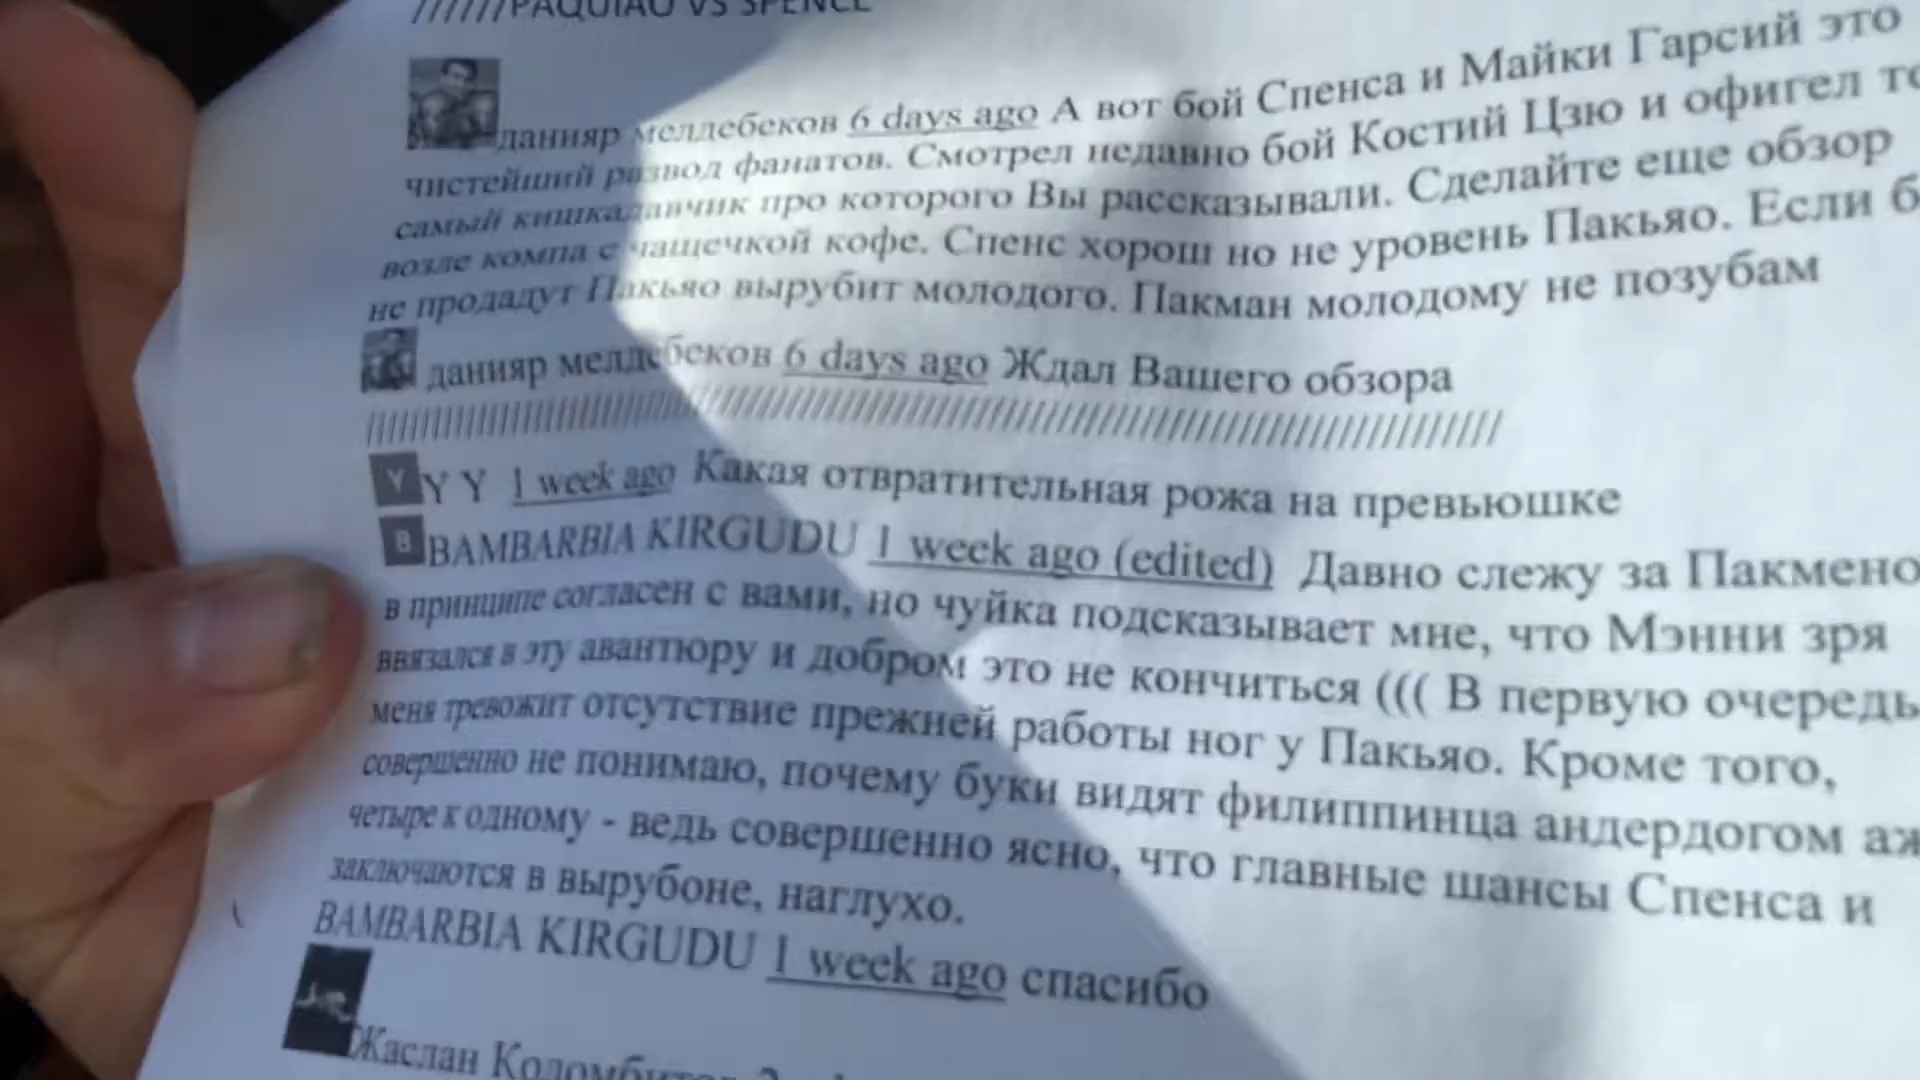 //////PAQUIAO VS SPENCE
данияр мелдебеков 6 days ago А вот бой Спенса и Майки Гарсий это
чистейший развод фанатов. Смотрел недавно бой Костий Цзю и офигел
самый кишкадавчик про которого Вы рассказывали. Сделайте еще обзор
возле компа с чащечкой кофе. Спенс хорош но не уровень Пакьяо. Если
не продадут Пакьяо вырубит молодого. Пакман молодому не позубам
данияр мелдебеков 6 days ago Ждал Вашего обзора
////////////////////////////////////////////////////////////////////////////////
Y
Y Y 1 week ago Какая отвратительная рожа на превьюшке
B
BAMBARBIA KIRGUDU 1 week ago (edited) Давно слежу за Пакмено
в принципе согласен с вами, но чуйка подсказывает мне, что Мэнни зря
ввязался в эту авантюру и добром это не кончиться ((( В первую очередь
меня тревожит отсутствие прежней работы ног у Пакьяо. Кроме того,
совершенно не понимаю, почему буки видят филиппинца андердогом аж
четыре к одному - ведь совершенно ясно, что главные шансы Спенса и
заключаются в вырубоне, наглухо.
BAMBARBIA KIRGUDU 1 week ago спасибо
Жаслан